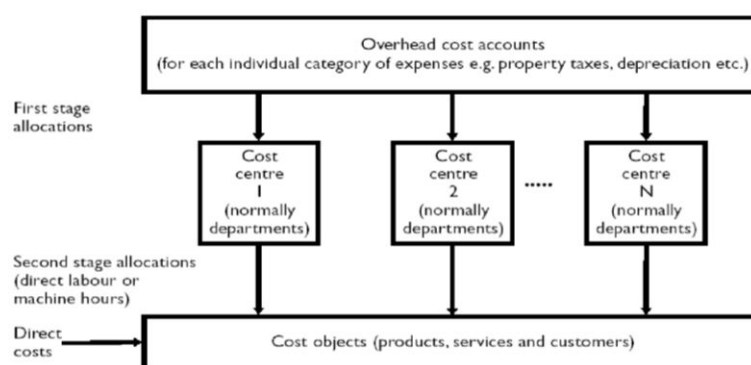 Overhead cost accounts
(for each individual category of expenses e.g. property taxes, depreciation etc.)
First stage
allocations
Cost
centre
1
(normally
departments)
Cost
centre
2
(normally
departments)
.....
Cost
centre
N
(normally
departments)
Second stage allocations
(direct labour or
machine hours)
Direct
costs
Cost objects (products, services and customers)